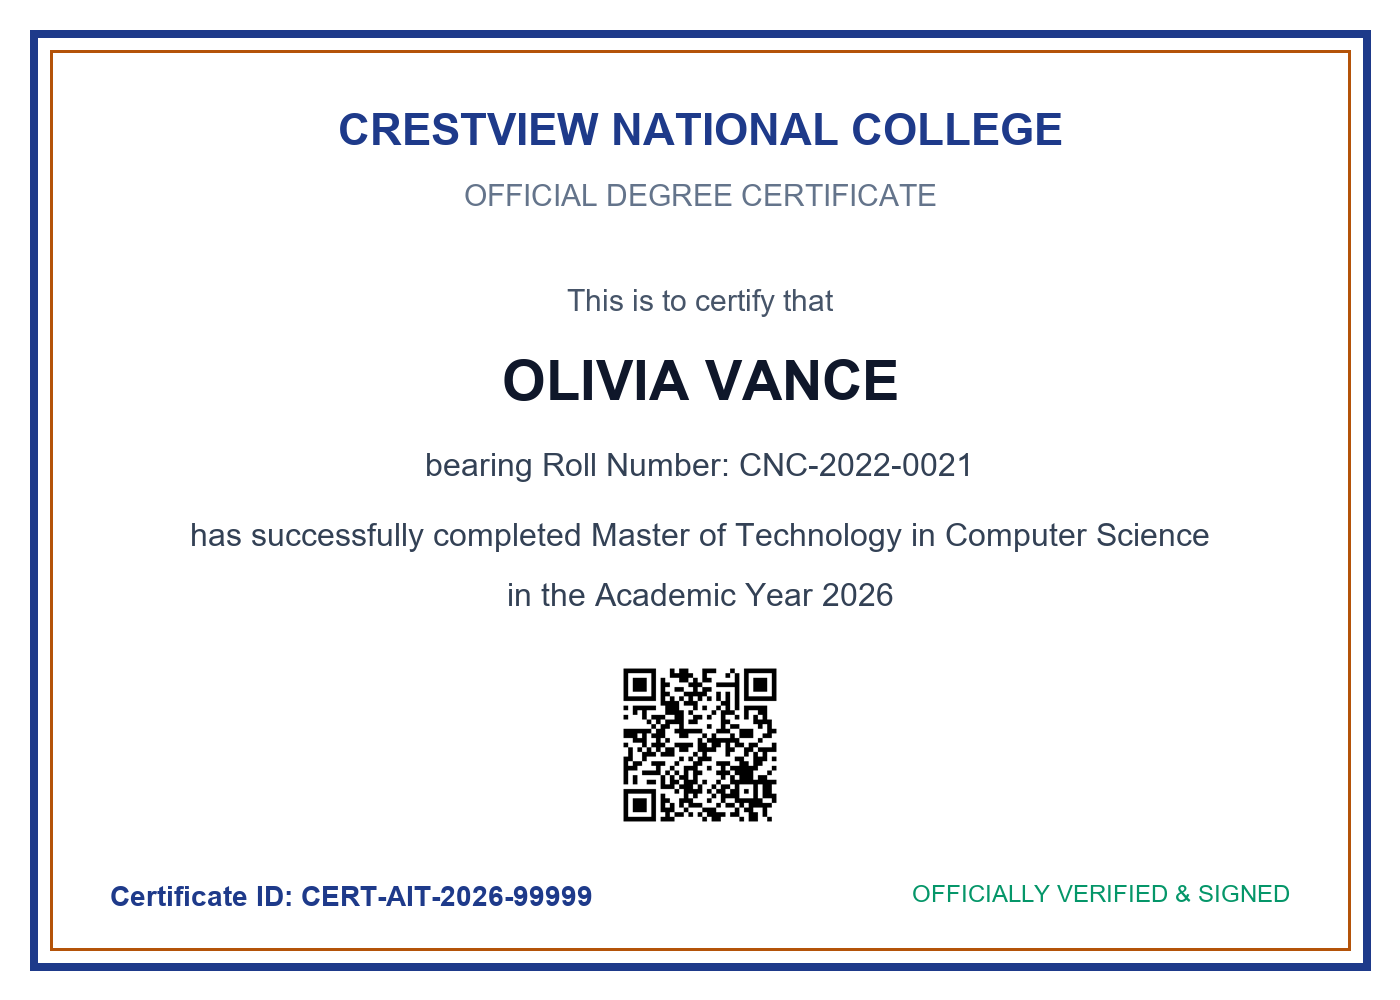 CRESTVIEW NATIONAL COLLEGE
OFFICIAL DEGREE CERTIFICATE
This is to certify that
OLIVIA VANCE
bearing Roll Number: CNC-2022-0021
has successfully completed Master of Technology in Computer Science
in the Academic Year 2026
Certificate ID: CERT-AIT-2026-99999
OFFICIALLY VERIFIED & SIGNED